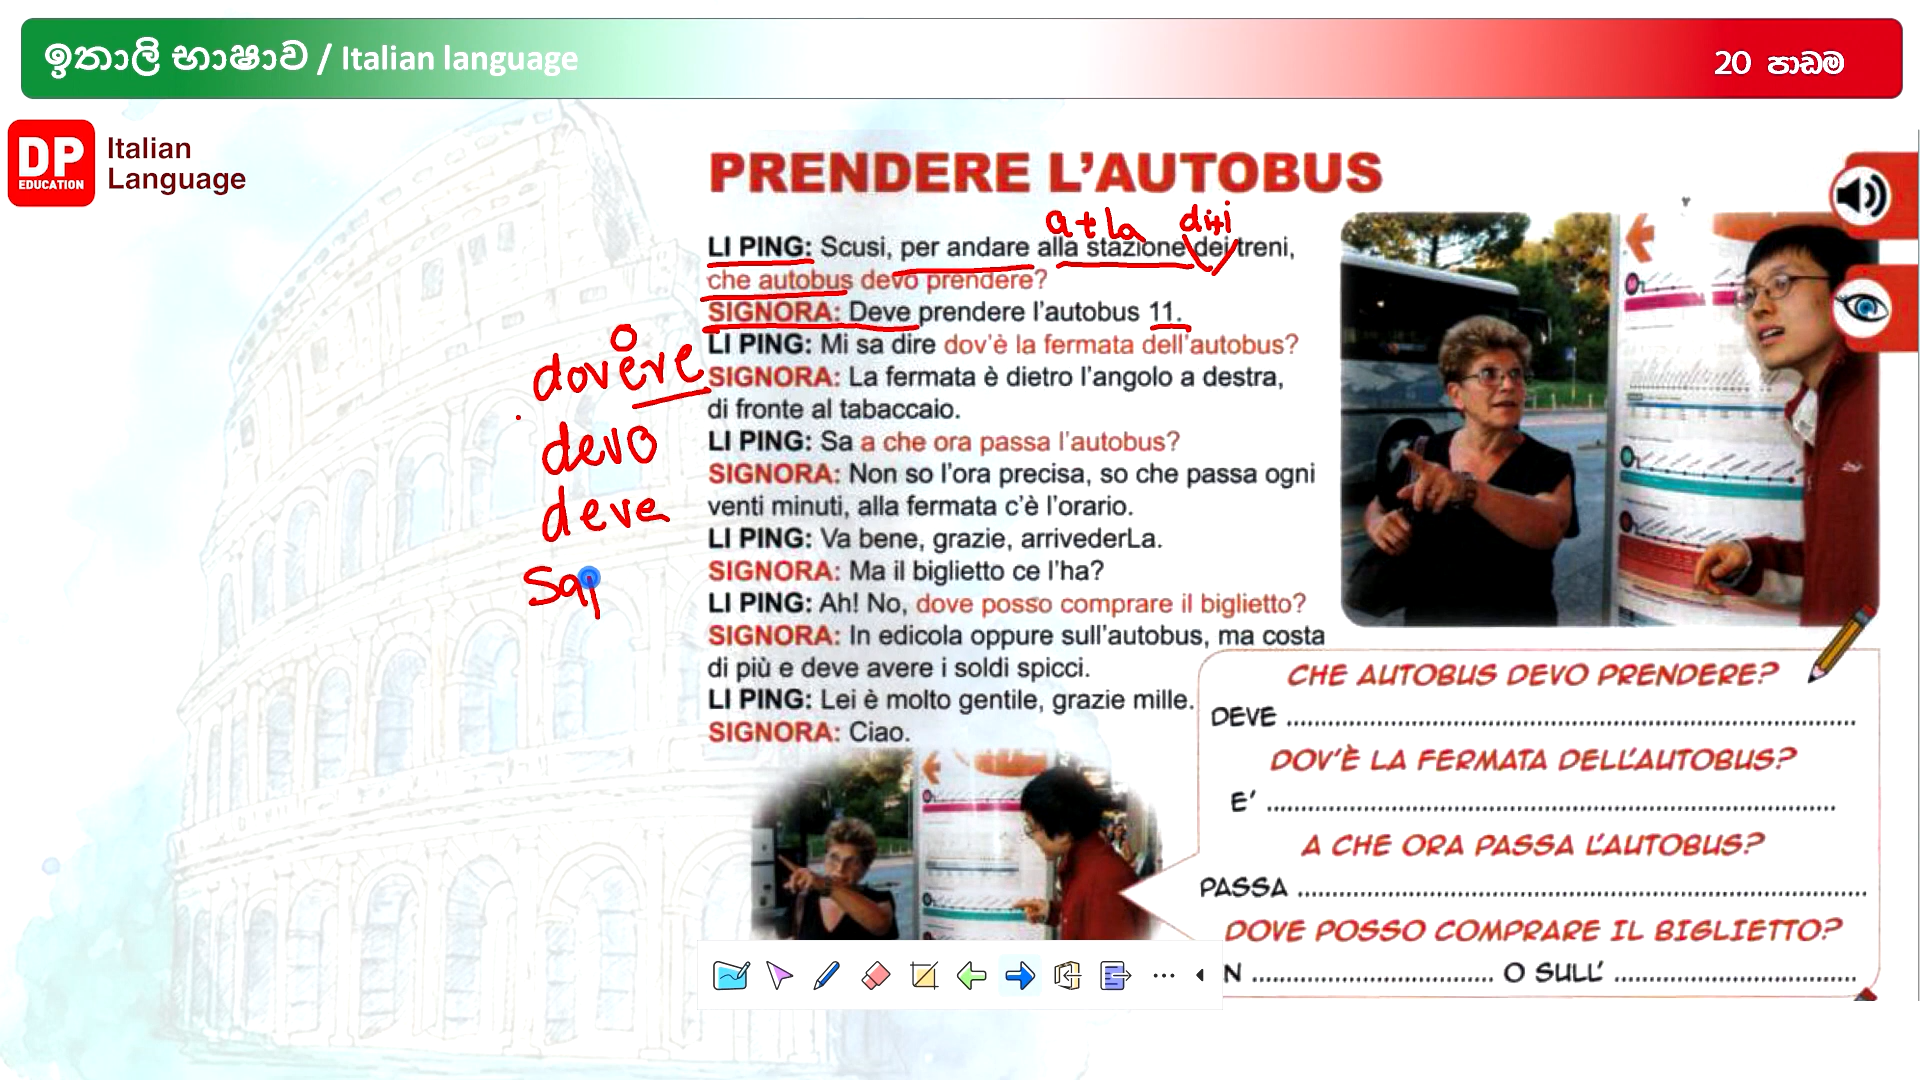 ඉතාලි භාෂාව / Italian language
20 පාඩම
DP
EDUCATION
Italian
Language
PRENDERE L'AUTOBUS
a+la di+i
LI PING: Scusi, per andare alla stazione dei treni,
che autobus devo prendere?
SIGNORA: Deve prendere l'autobus 11.
LI PING: Mi sa dire dov'è la fermata dell'autobus?
SIGNORA: La fermata è dietro l'angolo a destra,
di fronte al tabaccaio.
LI PING: Sa a che ora passa l'autobus?
SIGNORA: Non so l'ora precisa, so che passa ogni
venti minuti, alla fermata c'è l'orario.
LI PING: Va bene, grazie, arrivederLa.
SIGNORA: Ma il biglietto ce l'ha?
LI PING: Ah! No, dove posso comprare il biglietto?
SIGNORA: In edicola oppure sull'autobus, ma costa
di più e deve avere i soldi spicci.
LI PING: Lei è molto gentile, grazie mille.
SIGNORA: Ciao.
dovere
devo
deve
Sap
CHE AUTOBUS DEVO PRENDERE?
DEVE ..........
DOV'È LA FERMATA DELL'AUTOBUS?
E' ..........
A CHE ORA PASSA L'AUTOBUS?
PASSA ..........
DOVE POSSO COMPRARE IL BIGLIETTO?
N .......... O SULL' ..........